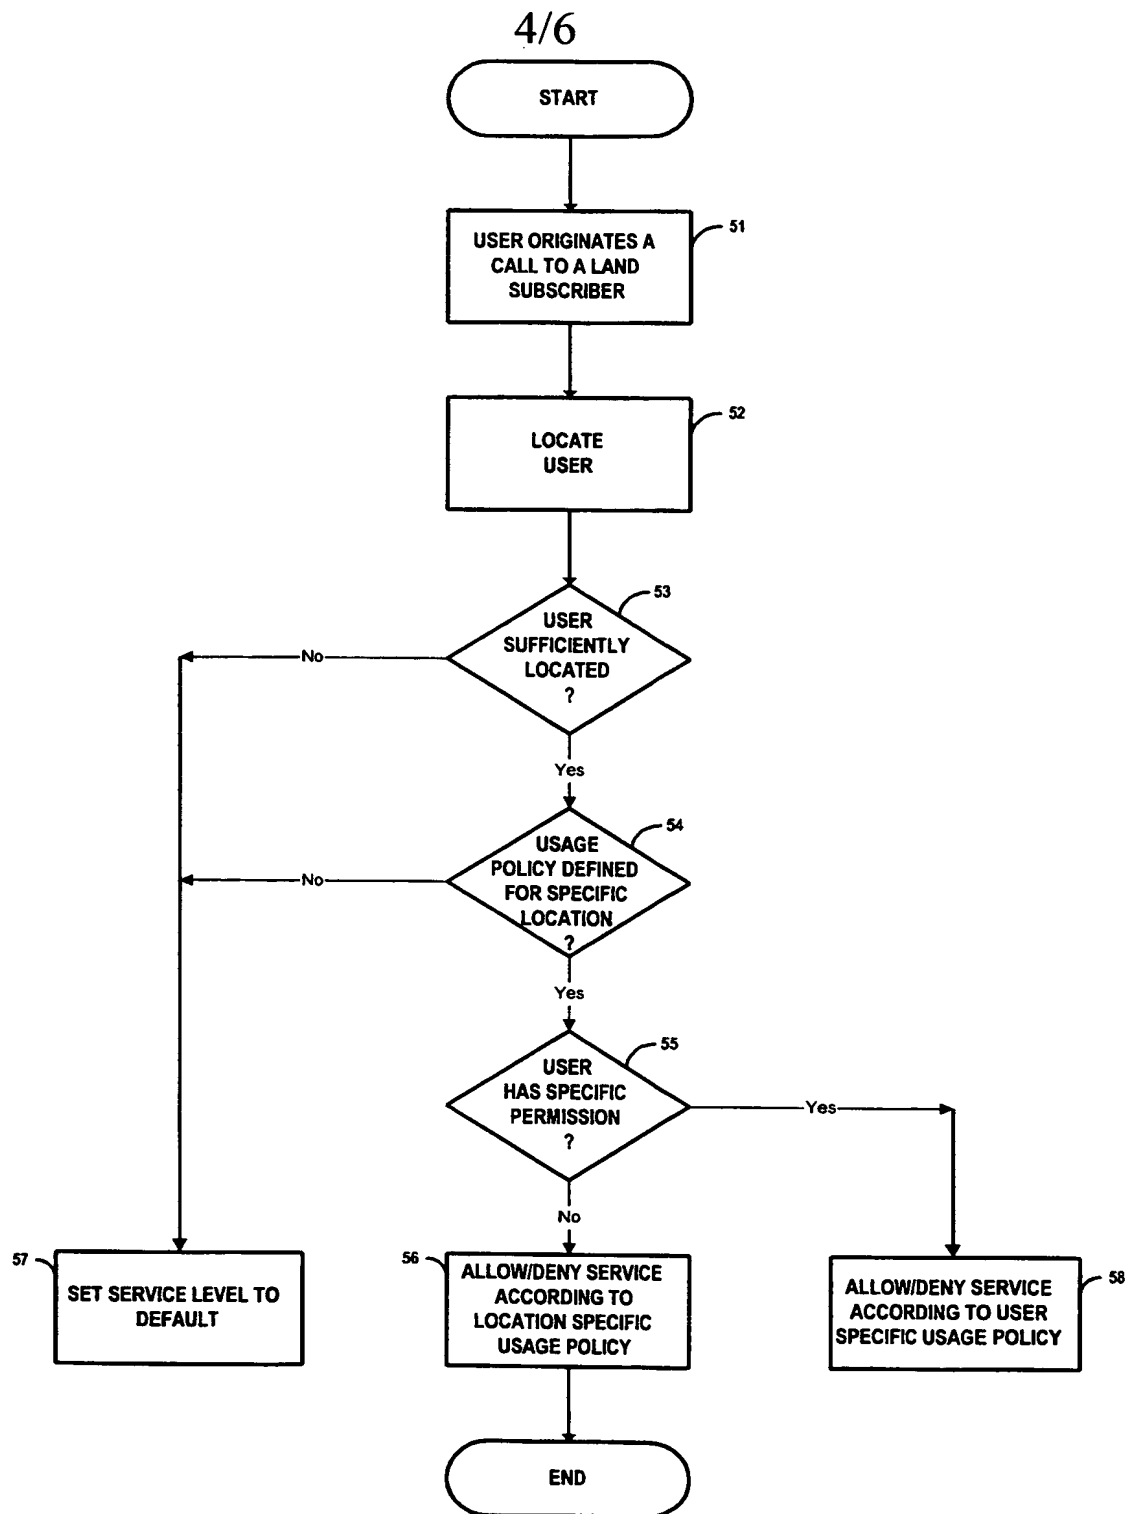 4/6
START
51
USER ORIGINATES A
CALL TO A LAND
SUBSCRIBER
52
LOCATE
USER
53
USER
SUFFICIENTLY
LOCATED
?
No
Yes
54
USAGE
POLICY DEFINED
FOR SPECIFIC
LOCATION
?
No
Yes
55
USER
HAS SPECIFIC
PERMISSION
?
Yes
No
57
SET SERVICE LEVEL TO
DEFAULT
56
ALLOW/DENY SERVICE
ACCORDING TO
LOCATION SPECIFIC
USAGE POLICY
58
ALLOW/DENY SERVICE
ACCORDING TO USER
SPECIFIC USAGE POLICY
END